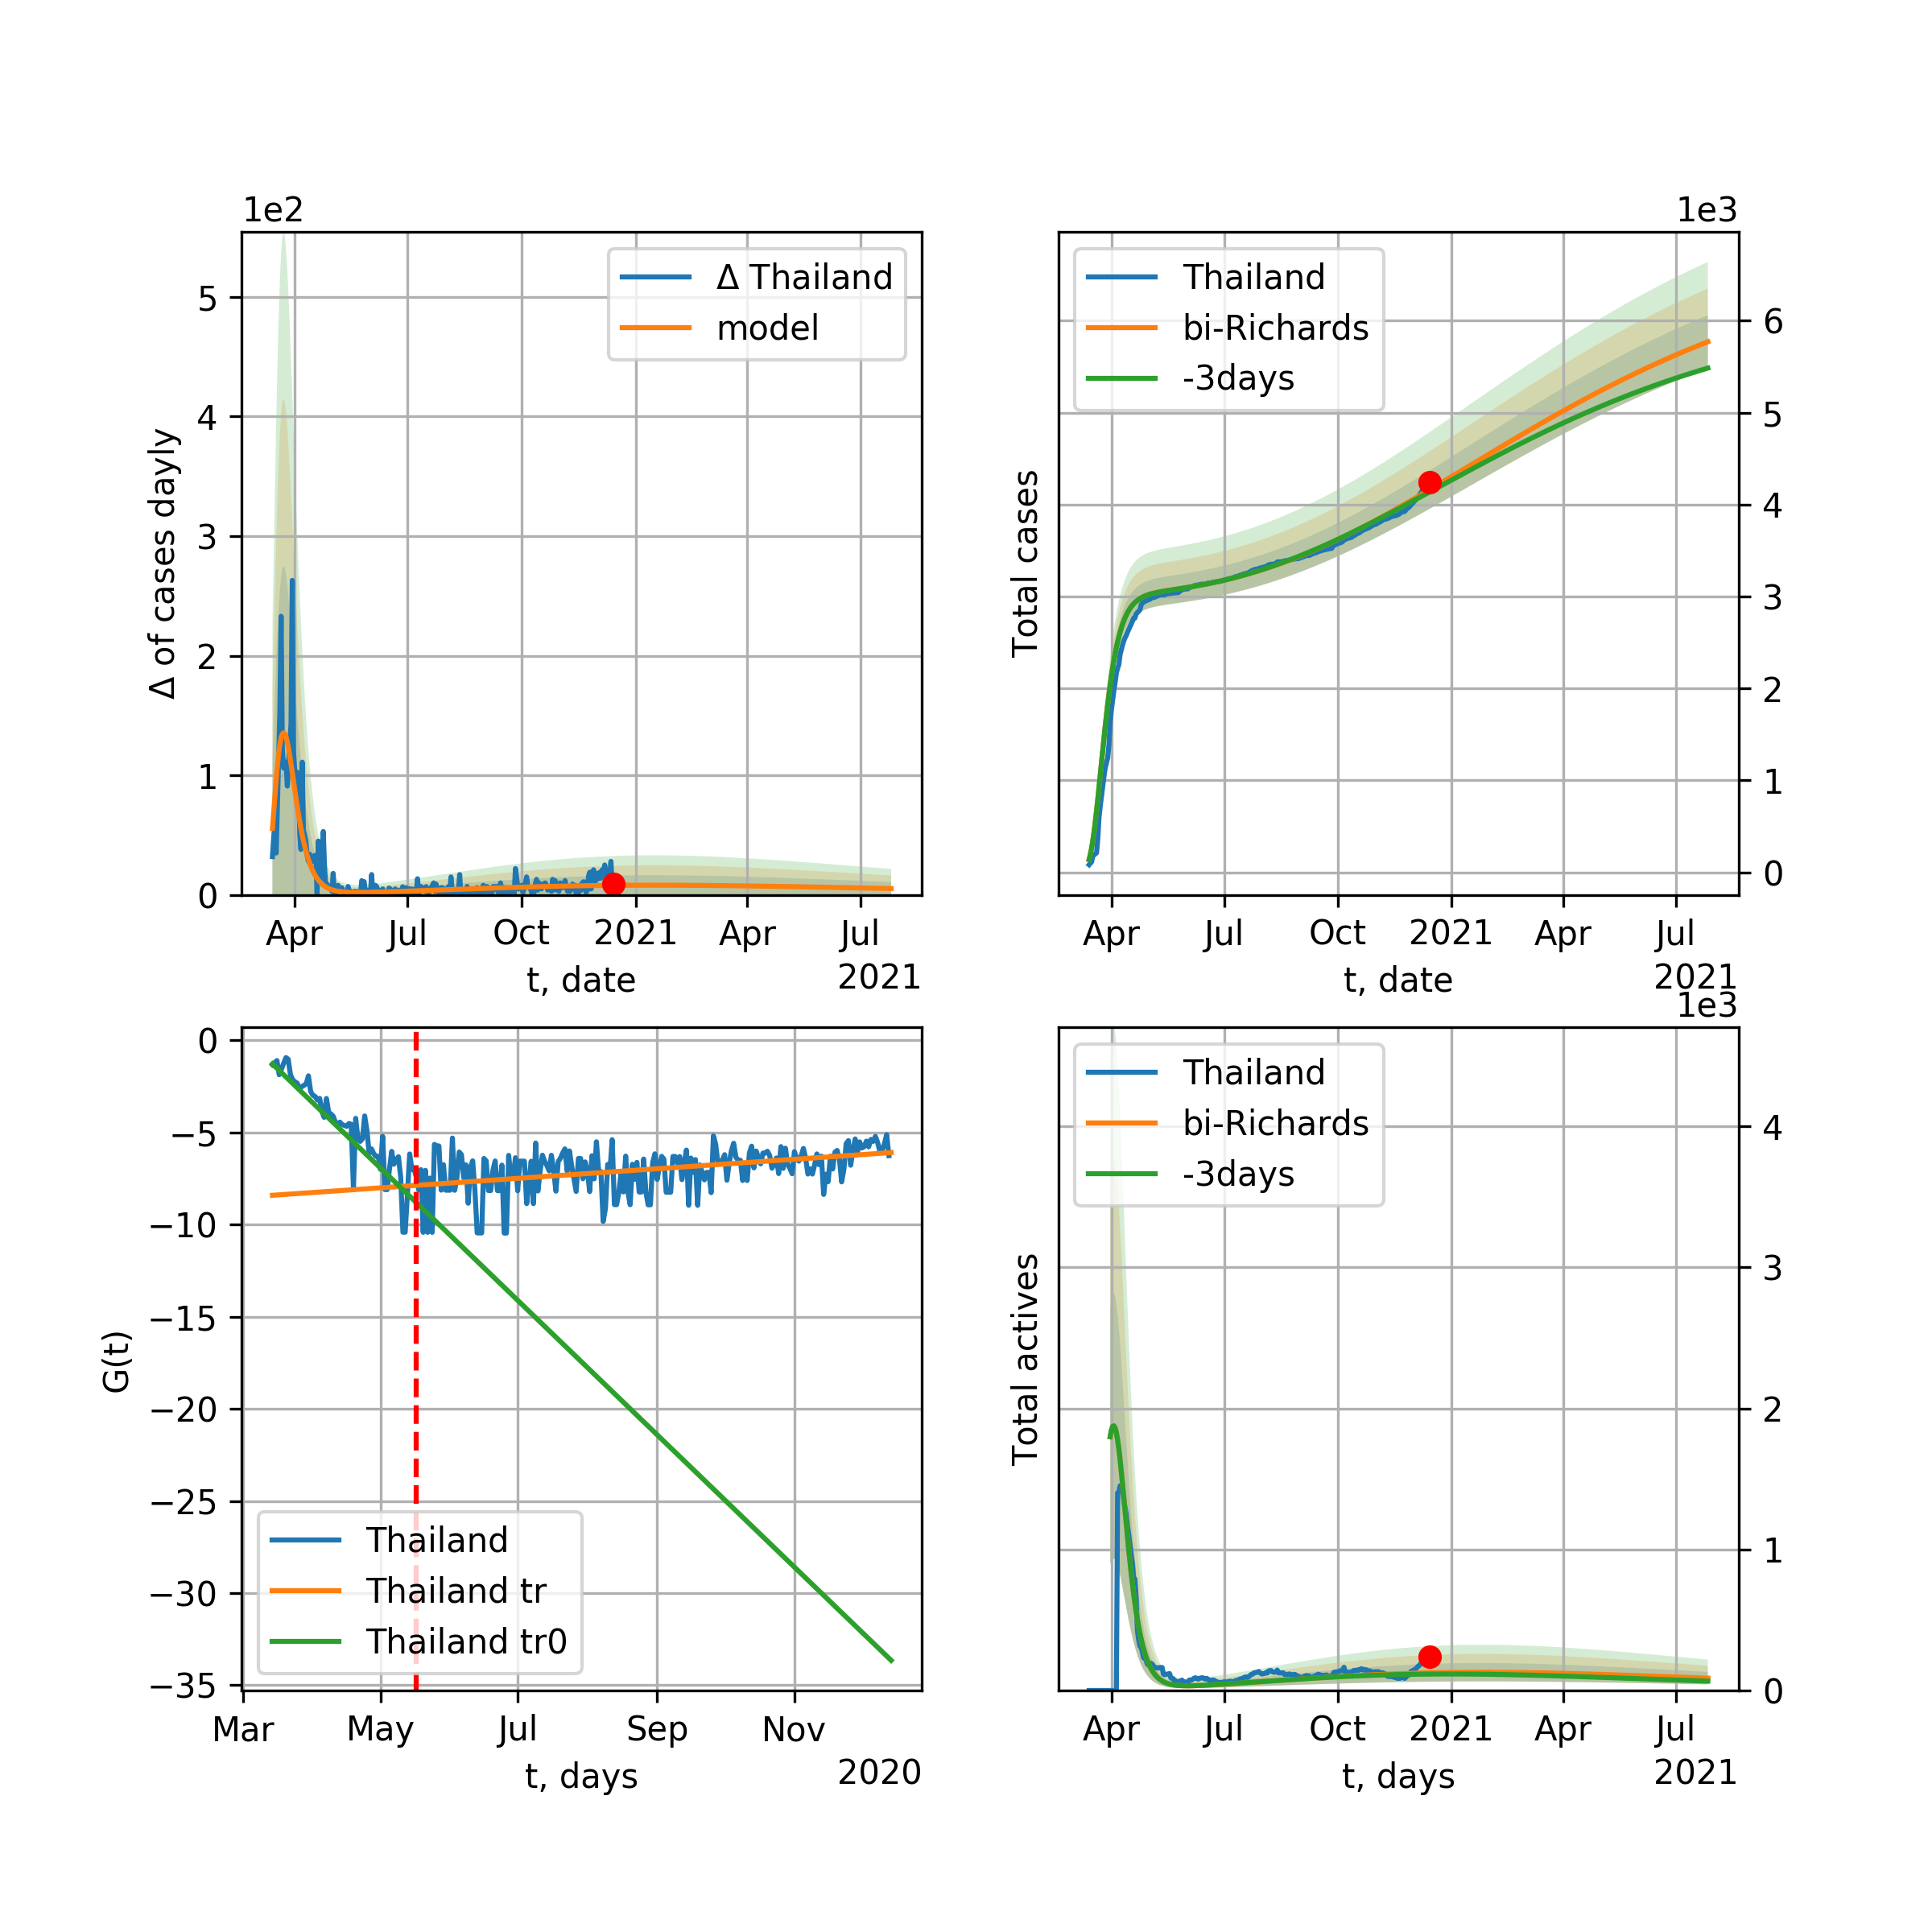 1e2
Δ Thailand
model
5
4
3
2
1
0
Δ of cases dayly
Apr Jul Oct 2021 Apr Jul
t, date 2021
1e3
Thailand
bi-Richards
-3days
6
5
4
3
2
1
0
Total cases
Apr Jul Oct 2021 Apr Jul
t, date 2021
0
−5
−10
−15
−20
−25
−30
−35
G(t)
Thailand
Thailand tr
Thailand tr0
Mar May Jul Sep Nov
t, days 2020
1e3
Thailand
bi-Richards
-3days
4
3
2
1
0
Total actives
Apr Jul Oct 2021 Apr Jul
t, days 2021